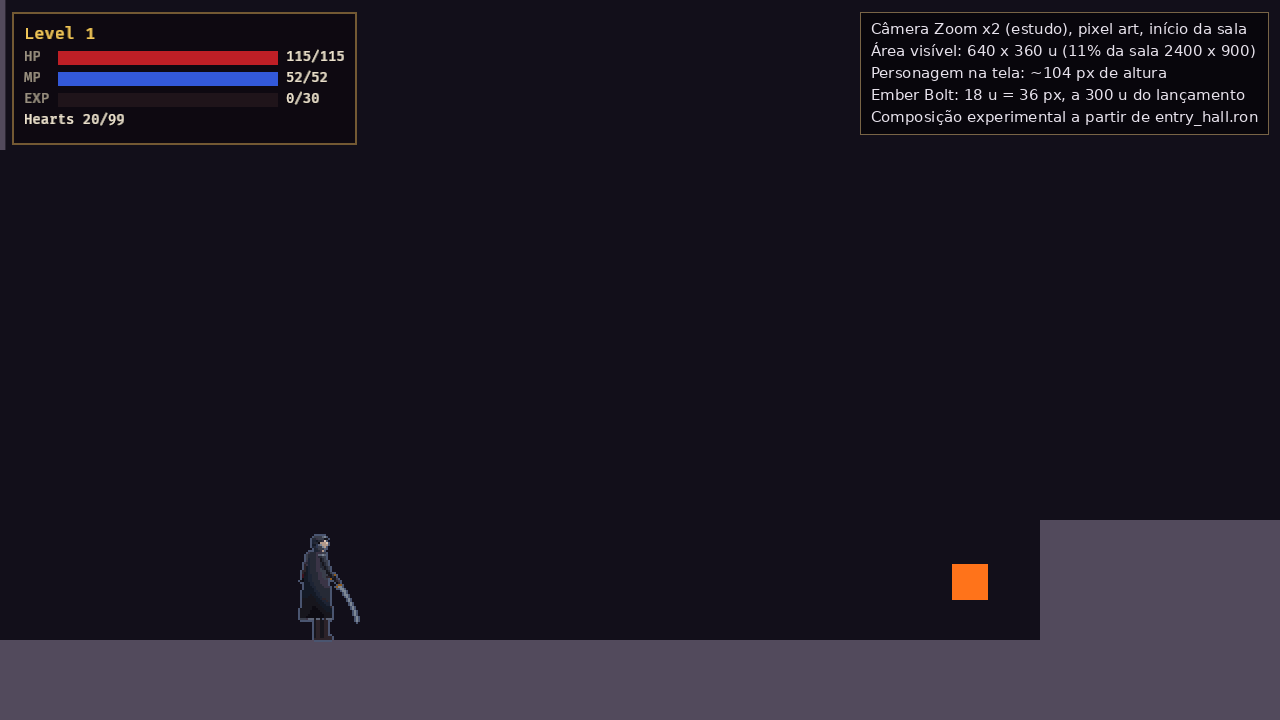 Level 1
HP 115/115
MP 52/52
EXP 0/30
Hearts 20/99
Câmera Zoom x2 (estudo), pixel art, início da sala
Área visível: 640 x 360 u (11% da sala 2400 x 900)
Personagem na tela: ~104 px de altura
Ember Bolt: 18 u = 36 px, a 300 u do lançamento
Composição experimental a partir de entry_hall.ron